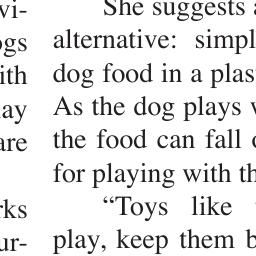 She suggests
alternative: simpl
dog food in a plas
As the dog plays
the food can fall
for playing with th
“Toys like
play, keep them b
vi-
ogs
ith
lay
are
rks
ur-